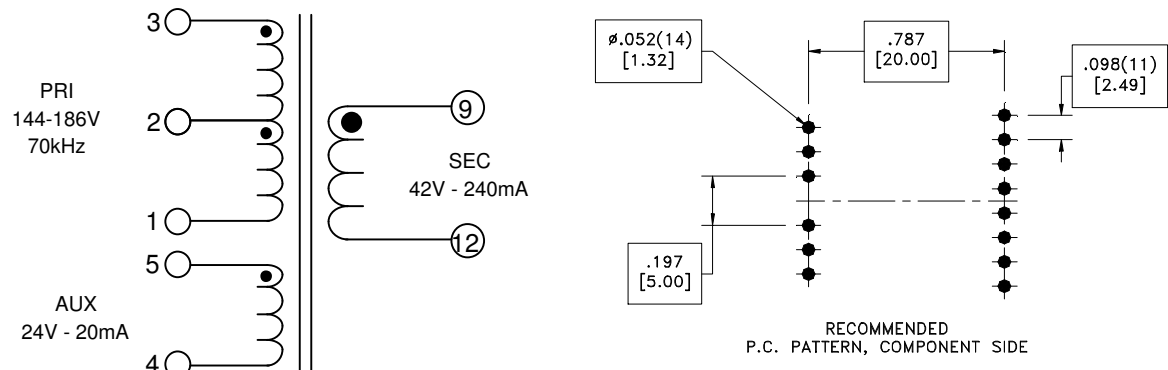 3
PRI
144-186V
70kHz
2
1
5
AUX
24V - 20mA
4
9
SEC
42V - 240mA
12
ø.052(14)
[1.32]
.787
[20.00]
.098(11)
[2.49]
.197
[5.00]
RECOMMENDED
P.C. PATTERN, COMPONENT SIDE